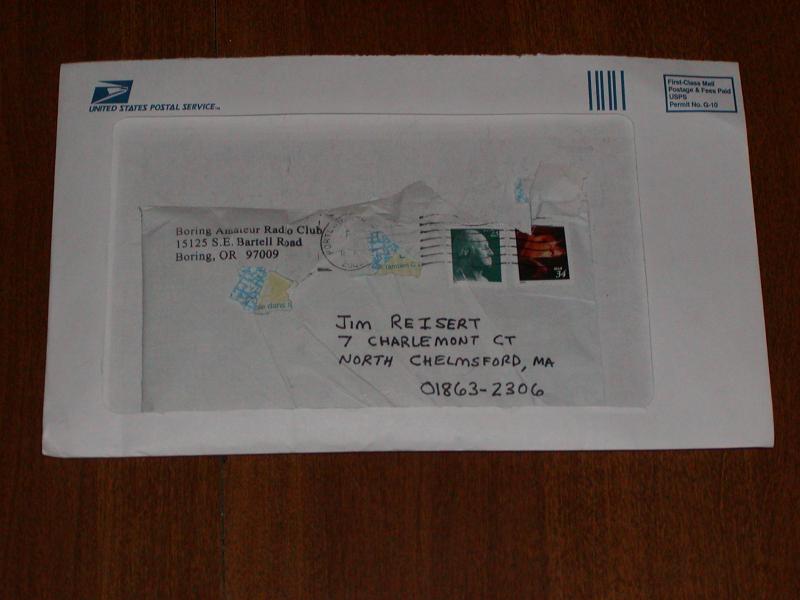 UNITED STATES POSTAL SERVICE™
First-Class Mail
Postage & Fees Paid
USPS
Permit No. G-10
Boring Amateur Radio Club
15125 S.E. Bartell Road
Boring, OR 97009
34
JIM REISERT
7 CHARLEMONT CT
NORTH CHELMSFORD, MA
01863-2306